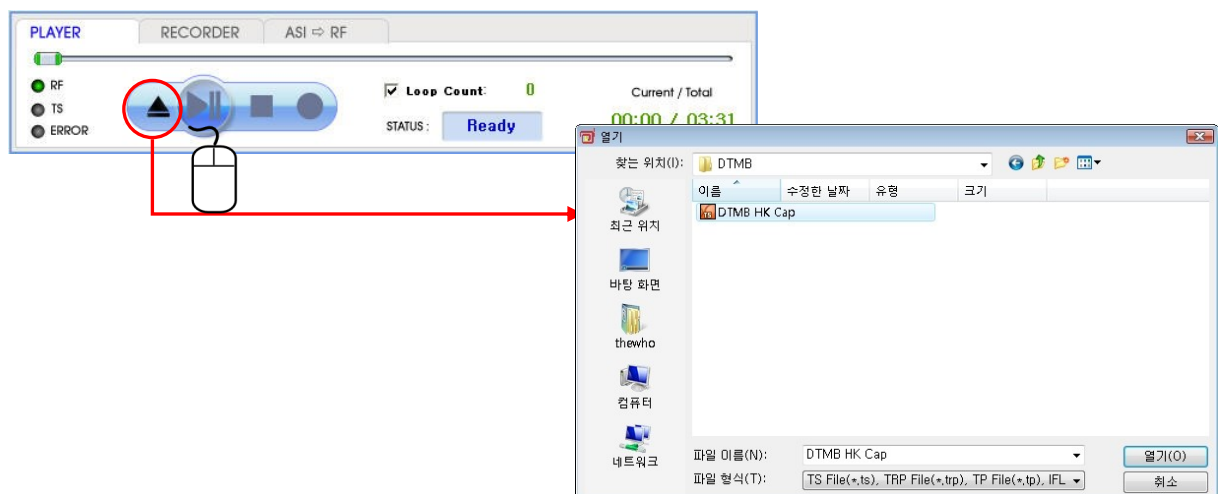 PLAYER RECORDER ASI ⇨ RF
RF
TS
ERROR
Loop Count: 0
STATUS : Ready
Current / Total
00:00 / 03:31
열기
찾는 위치(I): DTMB
이름 수정한 날짜 유형 크기
DTMB HK Cap
최근 위치
바탕 화면
thewho
컴퓨터
네트워크
파일 이름(N): DTMB HK Cap 열기(O)
파일 형식(T): TS File(*.ts), TRP File(*.trp), TP File(*.tp), IFL 취소